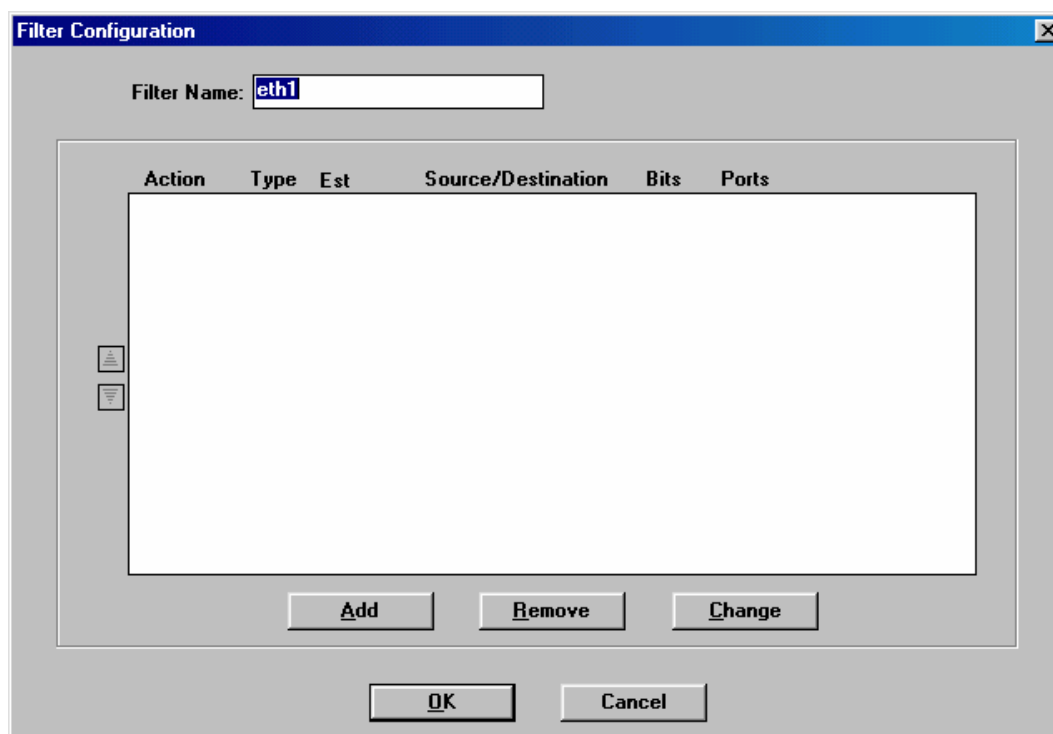 Filter Configuration
Filter Name: eth1
Action Type Est Source/Destination Bits Ports
Add Remove Change
OK Cancel